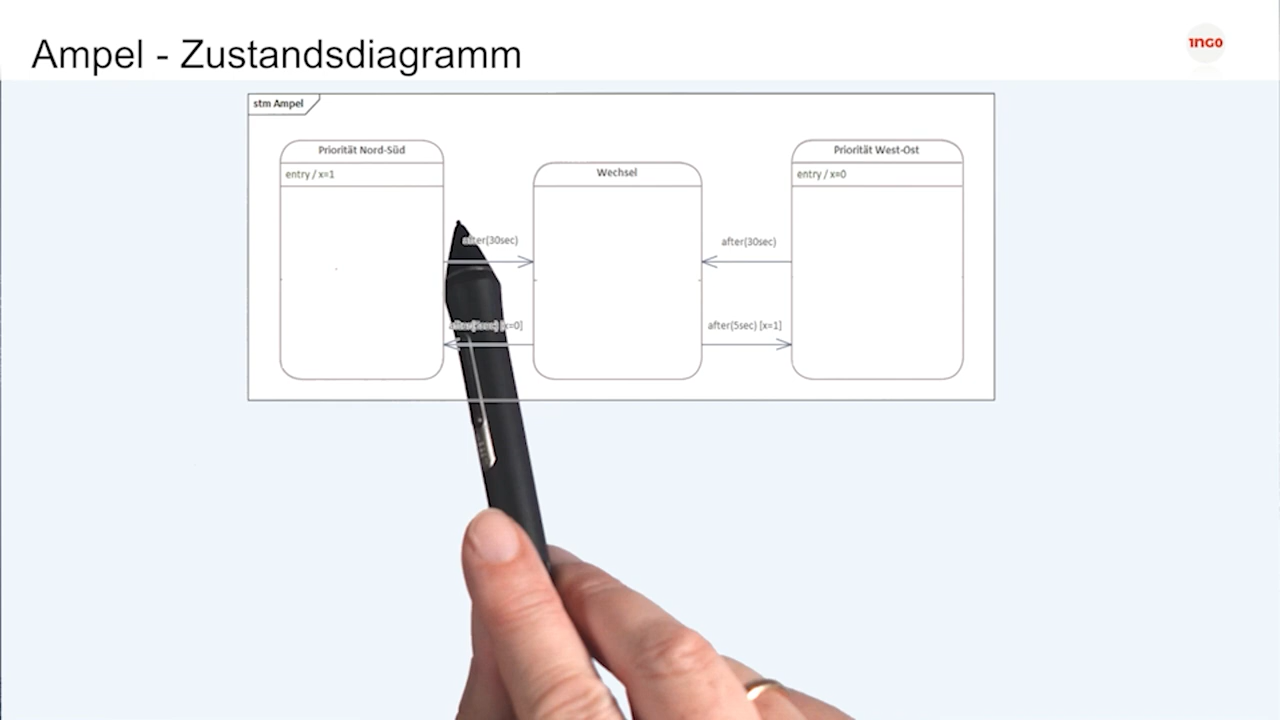 Ampel - Zustandsdiagramm
1NG0
stm Ampel
Priorität Nord-Süd
entry / x=1
Wechsel
Priorität West-Ost
entry / x=0
after(30sec)
after(30sec)
[x=0]
after(5sec) [x=1]